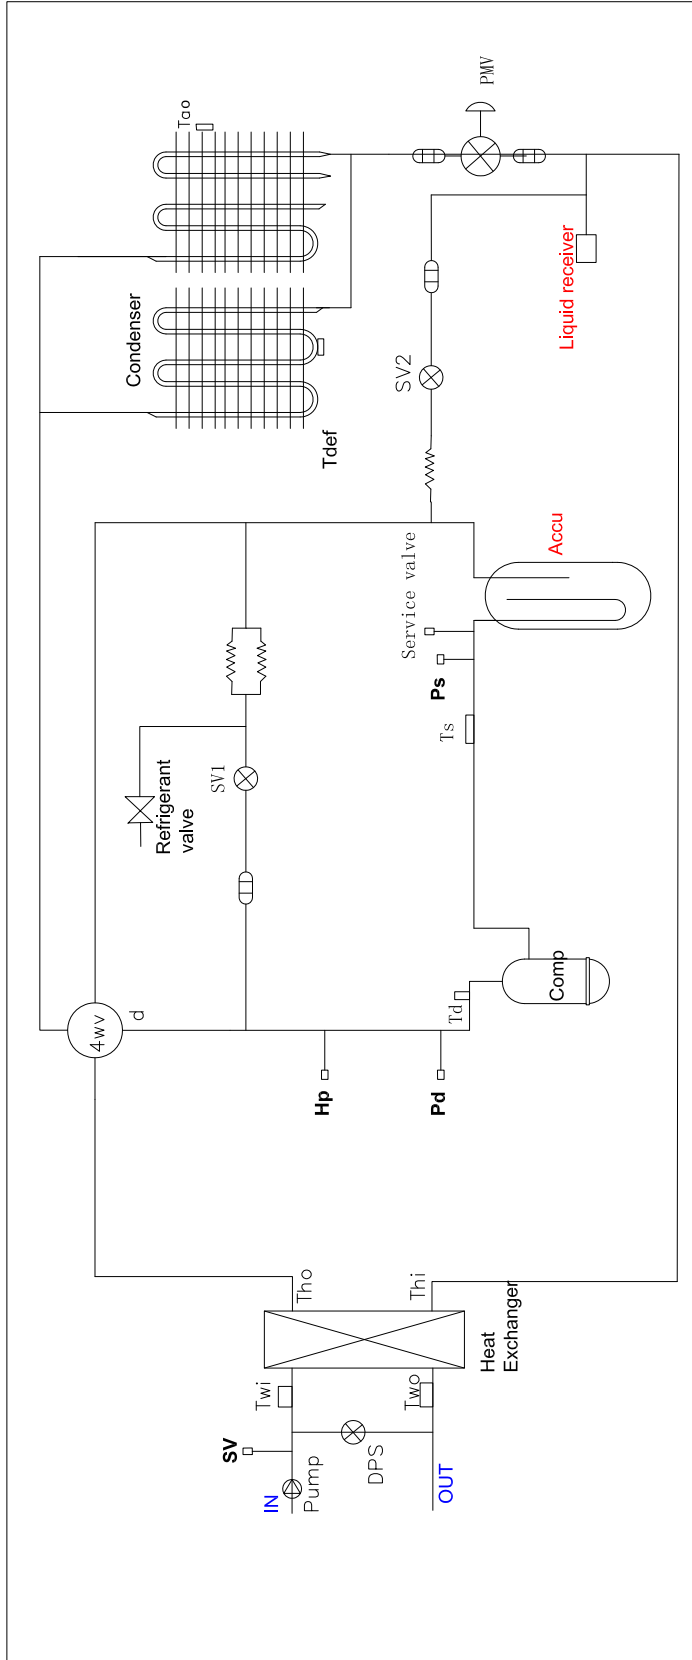 IN
Pump
SV
DPS
OUT
Twi
Two
Heat
Exchanger
Tho
Thi
4WV
d
Hp
Pd
Td
Comp
Refrigerant
valve
SV1
Ts
Ps
Service valve
Accu
Tdef
Condenser
SV2
Liquid receiver
Tao
PMV